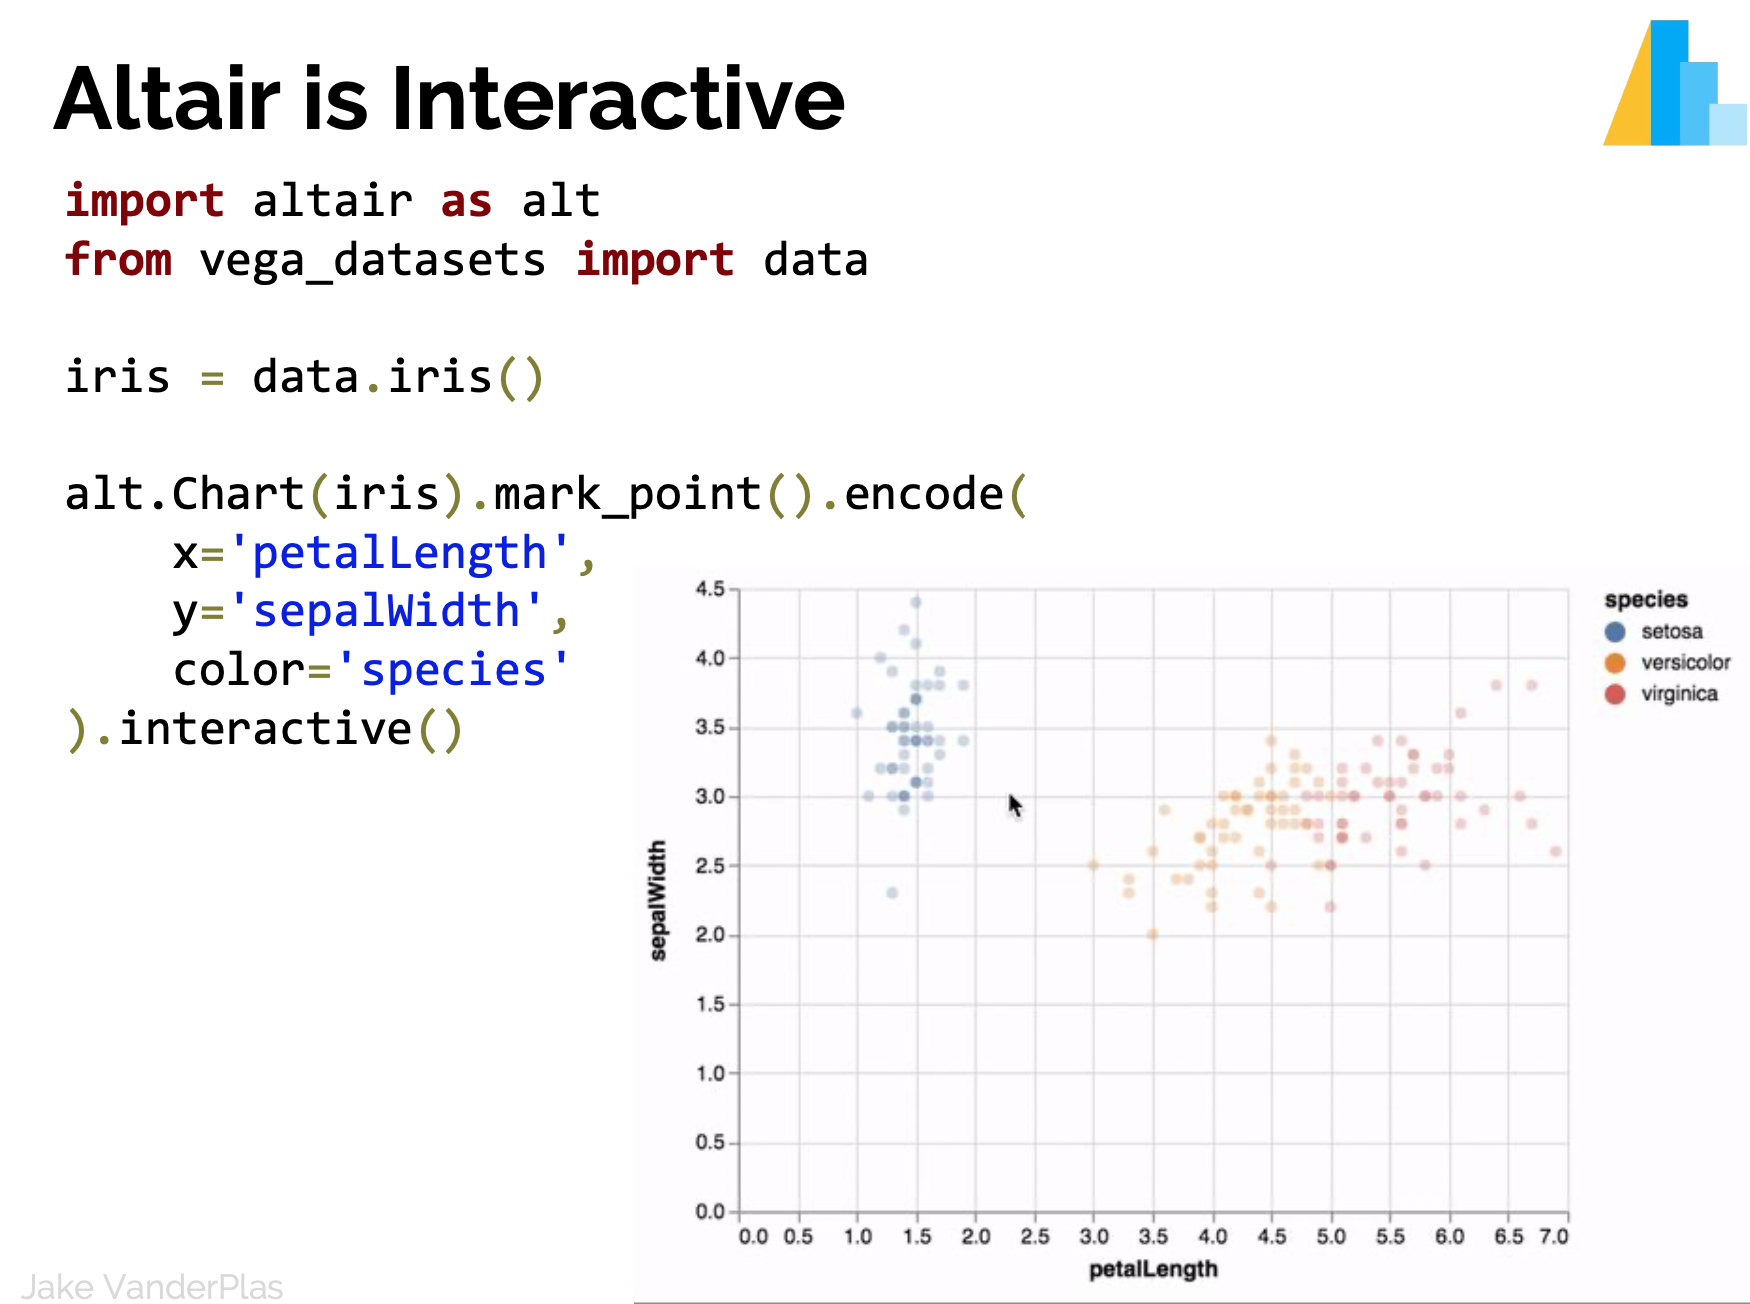 Altair is Interactive
import altair as alt
from vega_datasets import data
iris = data.iris()
alt.Chart(iris).mark_point().encode(
    x='petalLength',
    y='sepalWidth',
    color='species'
).interactive()
species
setosa
versicolor
virginica
sepalWidth
4.5
4.0
3.5
3.0
2.5
2.0
1.5
1.0
0.5
0.0
0.0 0.5 1.0 1.5 2.0 2.5 3.0 3.5 4.0 4.5 5.0 5.5 6.0 6.5 7.0
petalLength
Jake VanderPlas